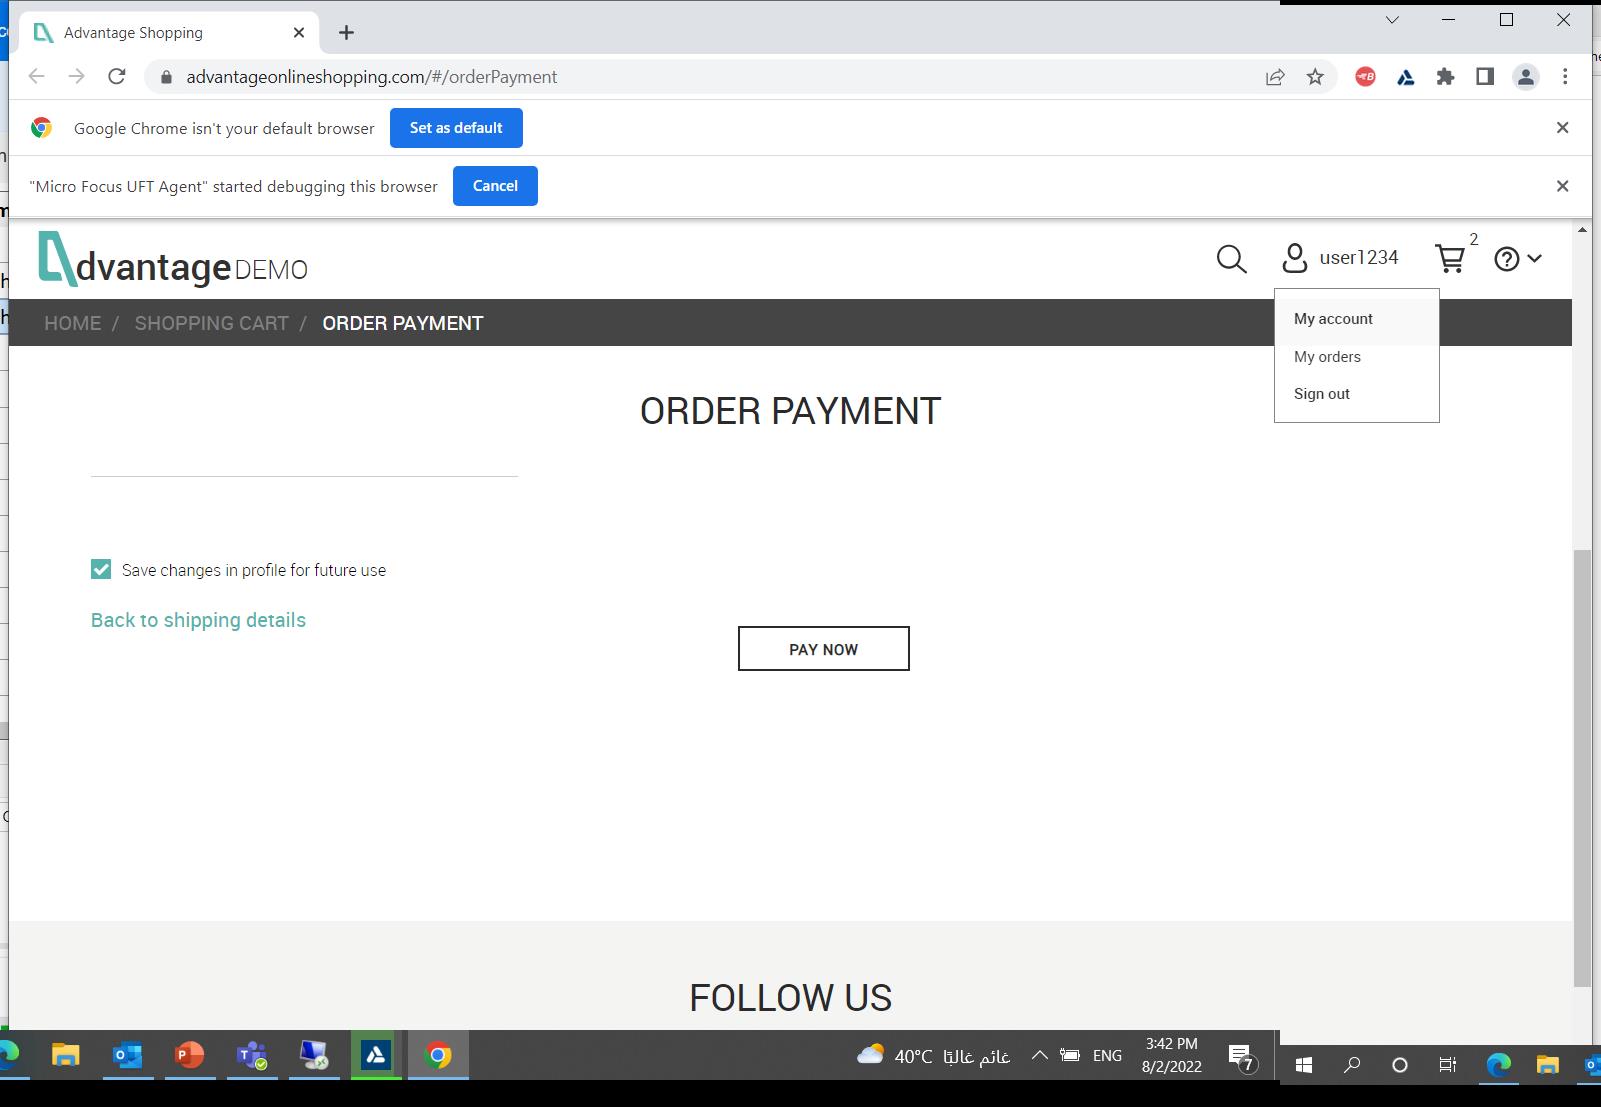 Advantage Shopping
advantageonlineshopping.com/#/orderPayment
Google Chrome isn't your default browser
Set as default
"Micro Focus UFT Agent" started debugging this browser
Cancel
dvantage DEMO
user1234
2
HOME / SHOPPING CART / ORDER PAYMENT
My account
My orders
Sign out
ORDER PAYMENT
Save changes in profile for future use
Back to shipping details
PAY NOW
FOLLOW US
40°C غائم غالبًا
ENG
3:42 PM
8/2/2022
7